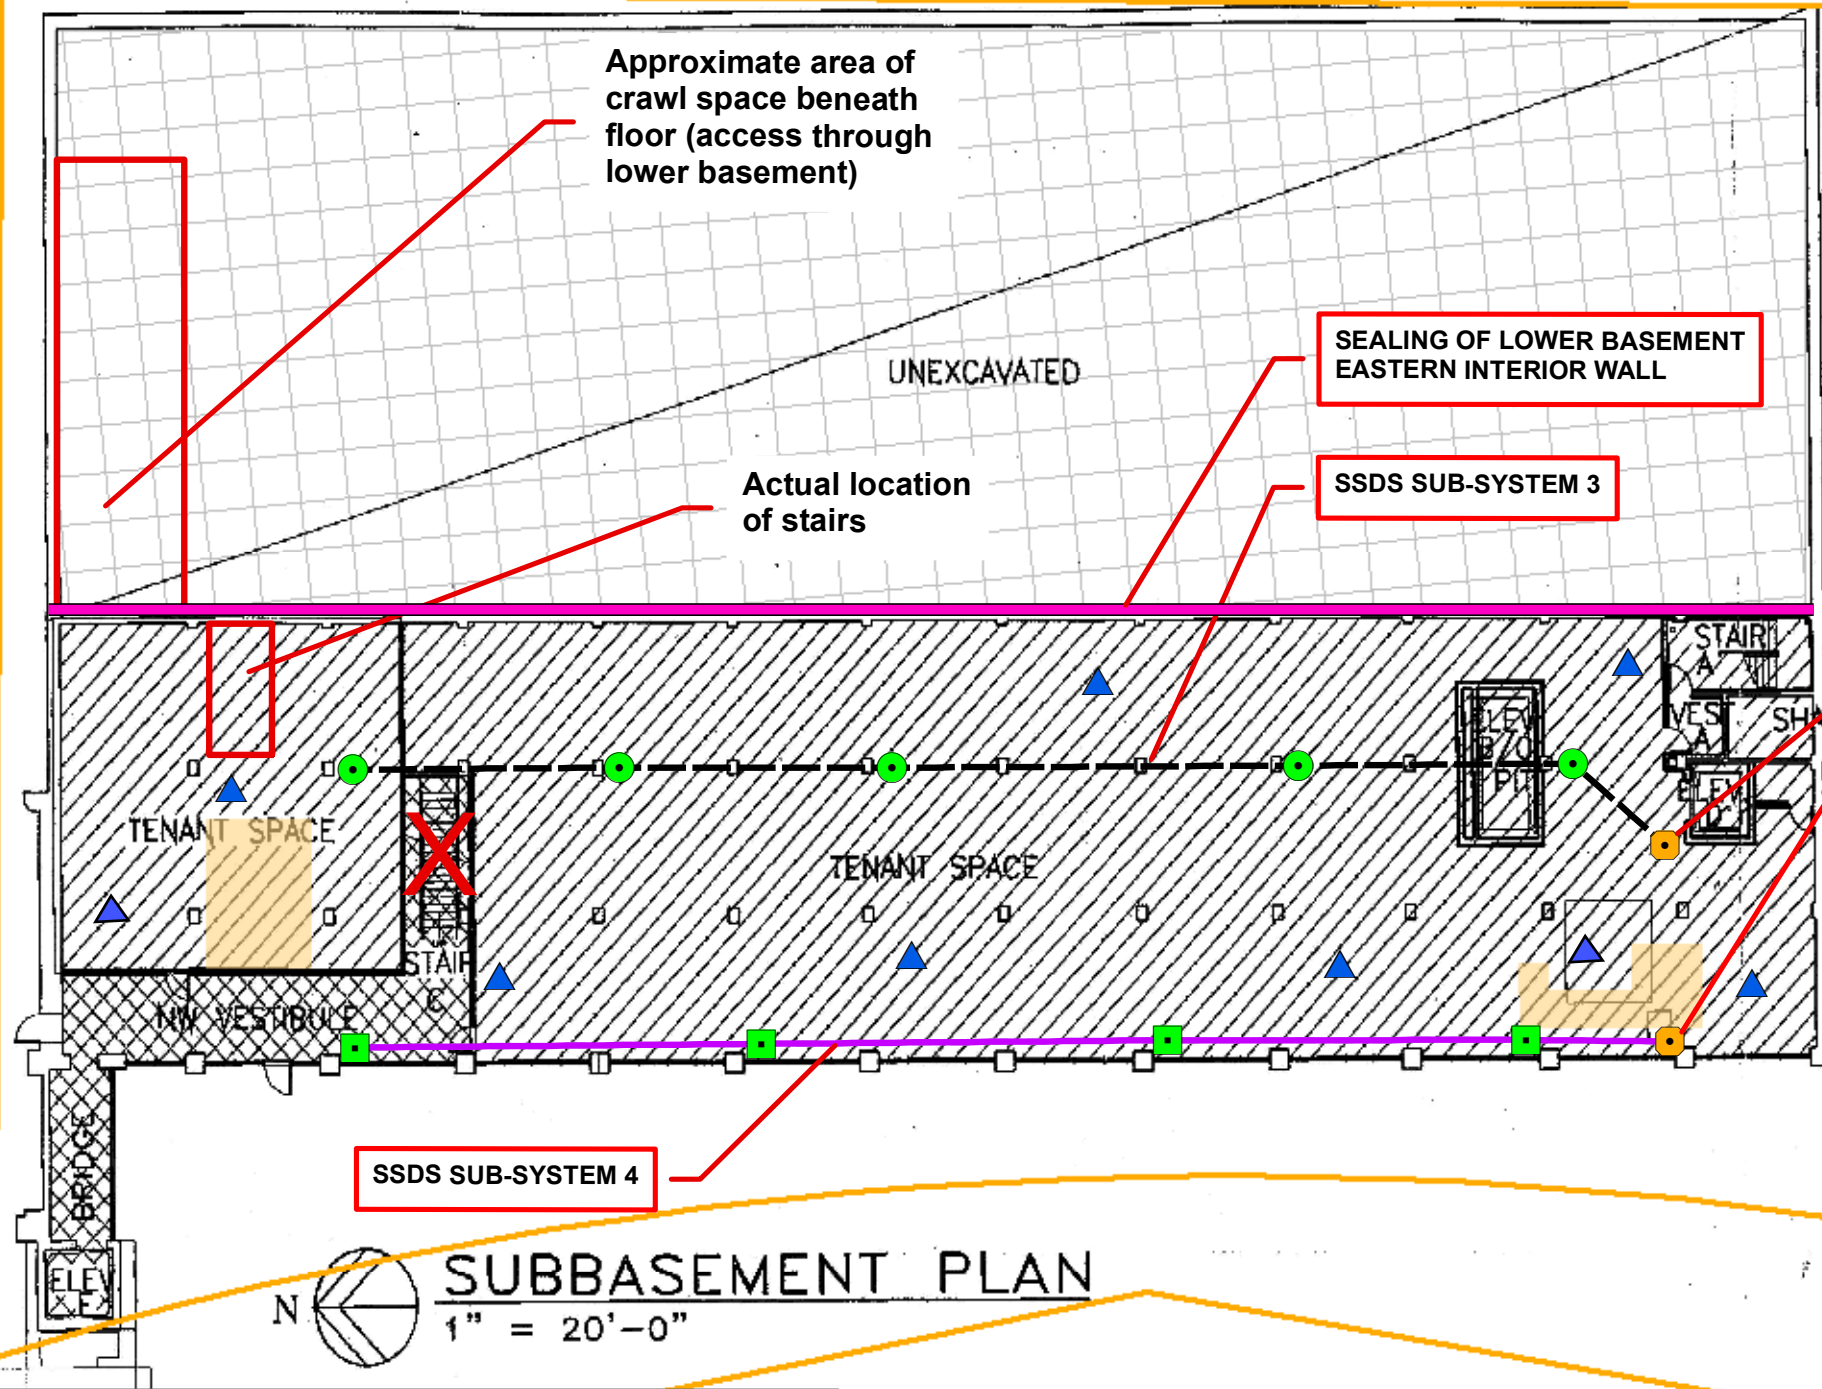 Approximate area of
crawl space beneath
floor (access through
lower basement)
SEALING OF LOWER BASEMENT
EASTERN INTERIOR WALL
UNEXCAVATED
SSDS SUB-SYSTEM 3
Actual location
of stairs
STAIR
A
VEST
A
ELEV
B/C
PIT
ELEV
TENANT SPACE
TENANT SPACE
STAIR
C
NW VESTIBULE
BRIDGE
SSDS SUB-SYSTEM 4
ELEV
E
N
SUBBASEMENT PLAN
1" = 20'-0"